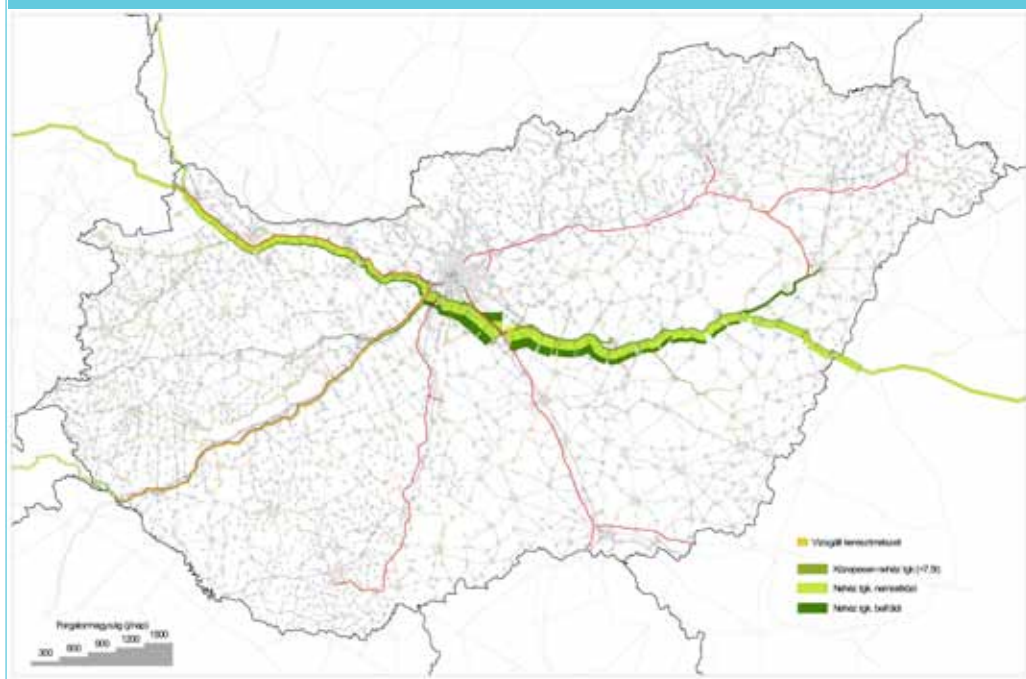 Vizsgált keresztmetszet
Közepesen nehéz tgk (>7,5t)
Nehéz tgk. nemzetközi
Nehéz tgk. belföldi
Forgalomnagyság (j/nap)
300 600 900 1200 1500